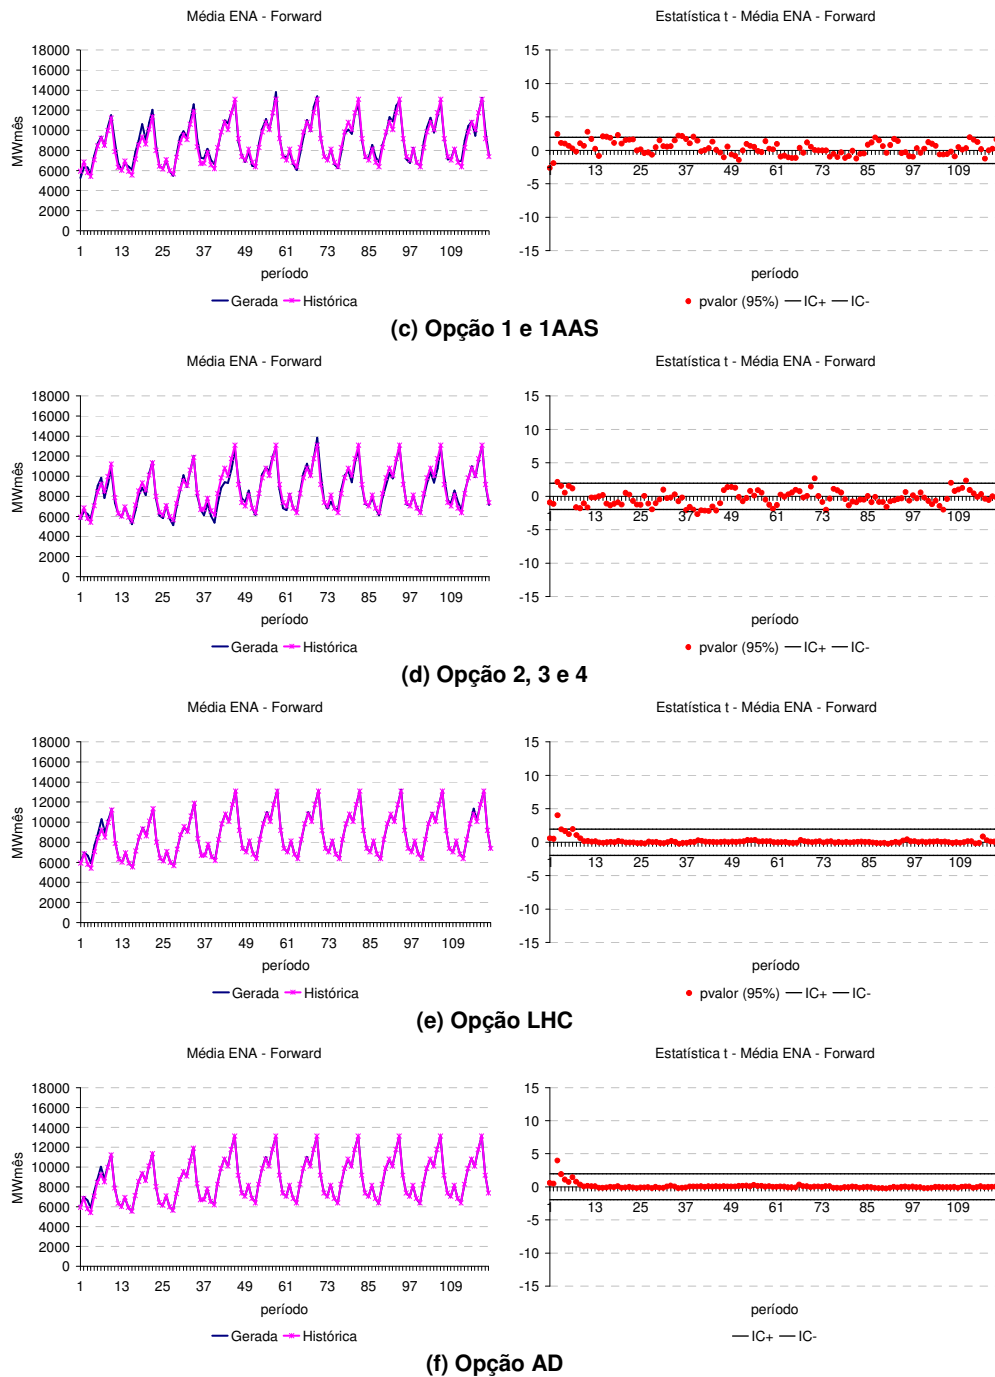 Média ENA - Forward
18000
16000
14000
12000
10000
8000
6000
4000
2000
0
MWmês
1 13 25 37 49 61 73 85 97 109
período
Gerada Histórica
Estatística t - Média ENA - Forward
15
10
5
0
-5
-10
-15
1 13 25 37 49 61 73 85 97 109
período
pvalor (95%) IC+ IC-
(c) Opção 1 e 1AAS
Média ENA - Forward
18000
16000
14000
12000
10000
8000
6000
4000
2000
0
MWmês
1 13 25 37 49 61 73 85 97 109
período
Gerada Histórica
Estatística t - Média ENA - Forward
15
10
5
0
-5
-10
-15
1 13 25 37 49 61 73 85 97 109
período
pvalor (95%) IC+ IC-
(d) Opção 2, 3 e 4
Média ENA - Forward
18000
16000
14000
12000
10000
8000
6000
4000
2000
0
MWmês
1 13 25 37 49 61 73 85 97 109
período
Gerada Histórica
Estatística t - Média ENA - Forward
15
10
5
0
-5
-10
-15
1 13 25 37 49 61 73 85 97 109
período
pvalor (95%) IC+ IC-
(e) Opção LHC
Média ENA - Forward
18000
16000
14000
12000
10000
8000
6000
4000
2000
0
MWmês
1 13 25 37 49 61 73 85 97 109
período
Gerada Histórica
Estatística t - Média ENA - Forward
15
10
5
0
-5
-10
-15
1 13 25 37 49 61 73 85 97 109
período
IC+ IC-
(f) Opção AD